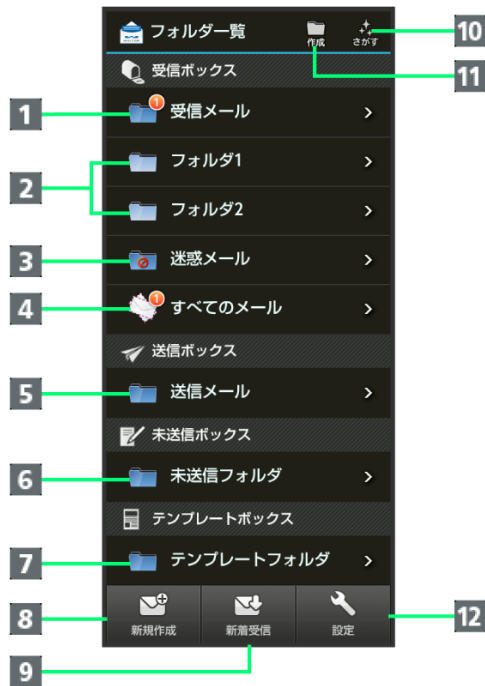 フォルダ一覧
作成
さがす
10
11
受信ボックス
1
1
受信メール
2
フォルダ1
フォルダ2
3
迷惑メール
4
1
すべてのメール
送信ボックス
5
送信メール
未送信ボックス
6
未送信フォルダ
テンプレートボックス
7
テンプレートフォルダ
8
新規作成
新着受信
設定
12
9